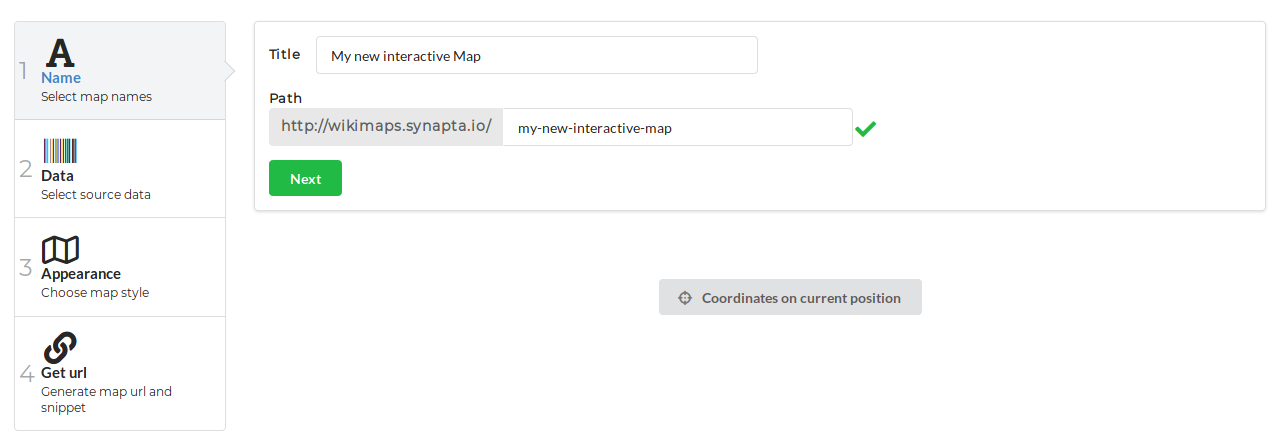 1
Name
Select map names
2
Data
Select source data
3
Appearance
Choose map style
4
Get url
Generate map url and
snippet
Title My new interactive Map
Path
http://wikimaps.synapta.io/ my-new-interactive-map
Next
Coordinates on current position